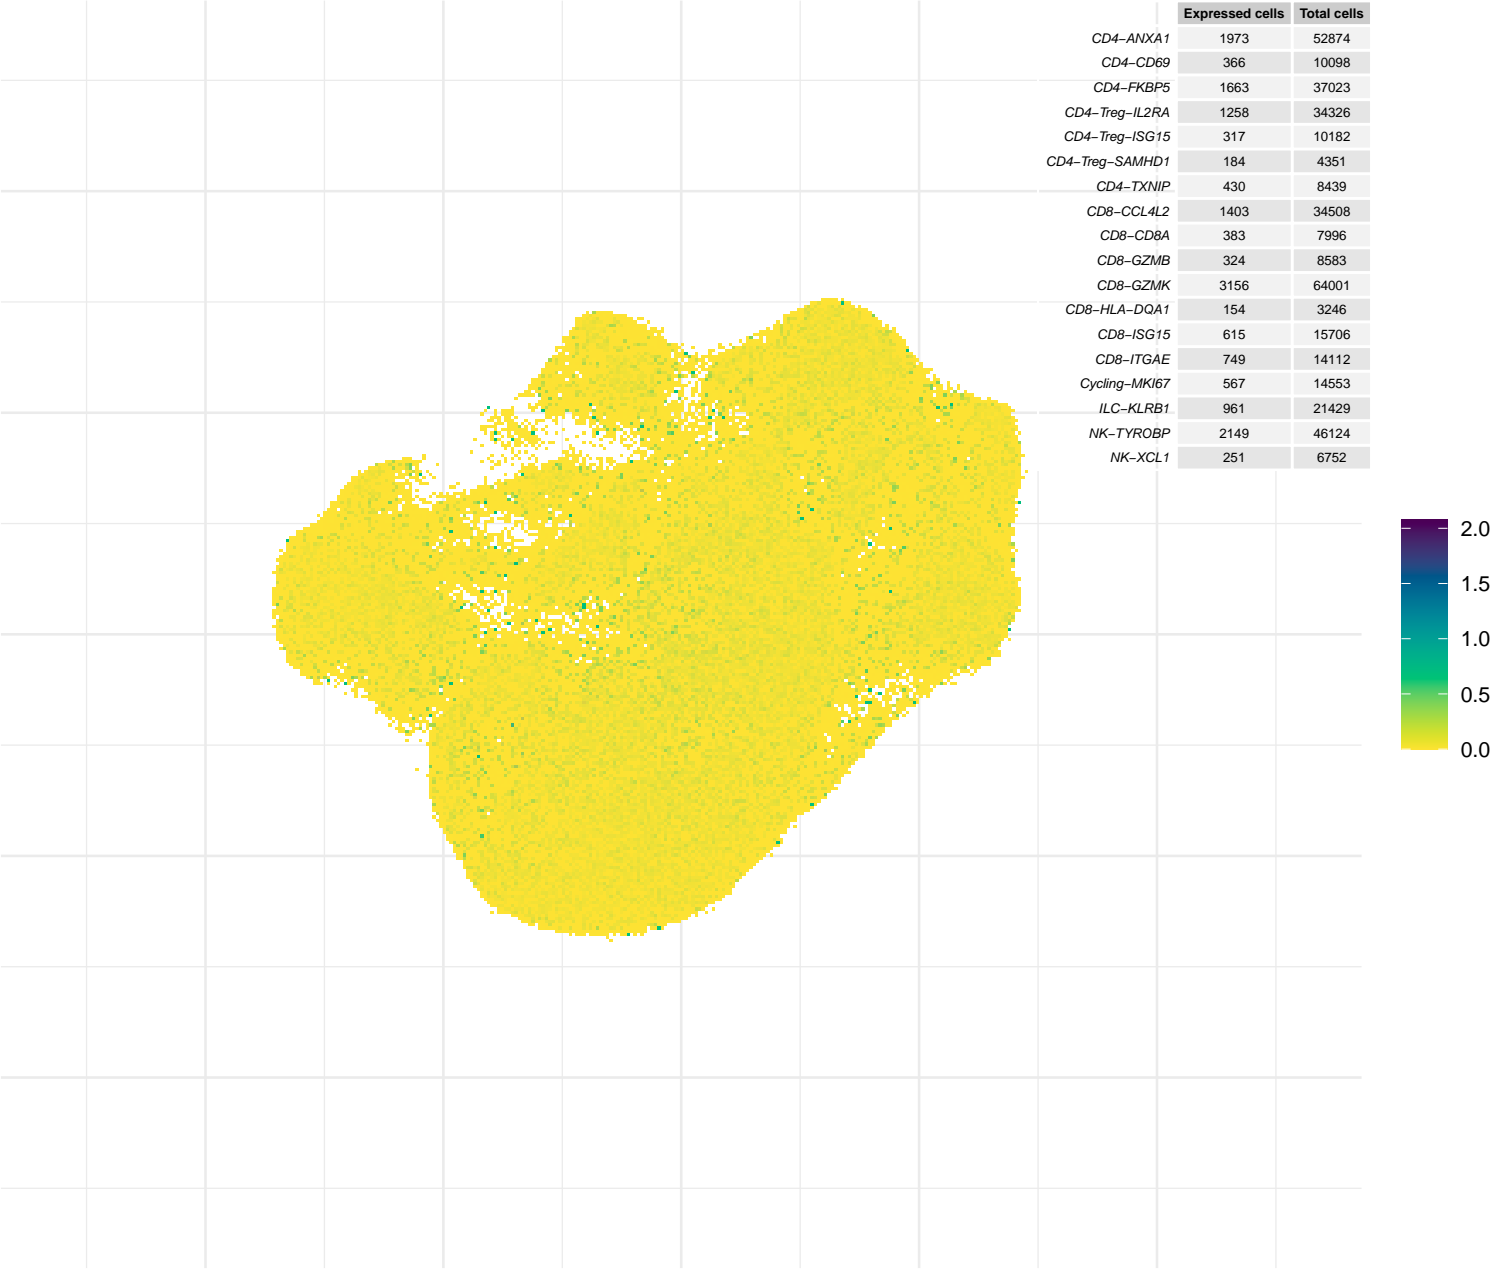 Expressed cells Total cells
CD4−ANXA1 1973 52874
CD4−CD69 366 10098
CD4−FKBP5 1663 37023
CD4−Treg−IL2RA 1258 34326
CD4−Treg−ISG15 317 10182
CD4−Treg−SAMHD1 184 4351
CD4−TXNIP 430 8439
CD8−CCL4L2 1403 34508
CD8−CD8A 383 7996
CD8−GZMB 324 8583
CD8−GZMK 3156 64001
CD8−HLA−DQA1 154 3246
CD8−ISG15 615 15706
CD8−ITGAE 749 14112
Cycling−MKI67 567 14553
ILC−KLRB1 961 21429
NK−TYROBP 2149 46124
NK−XCL1 251 6752
2.0
1.5
1.0
0.5
0.0